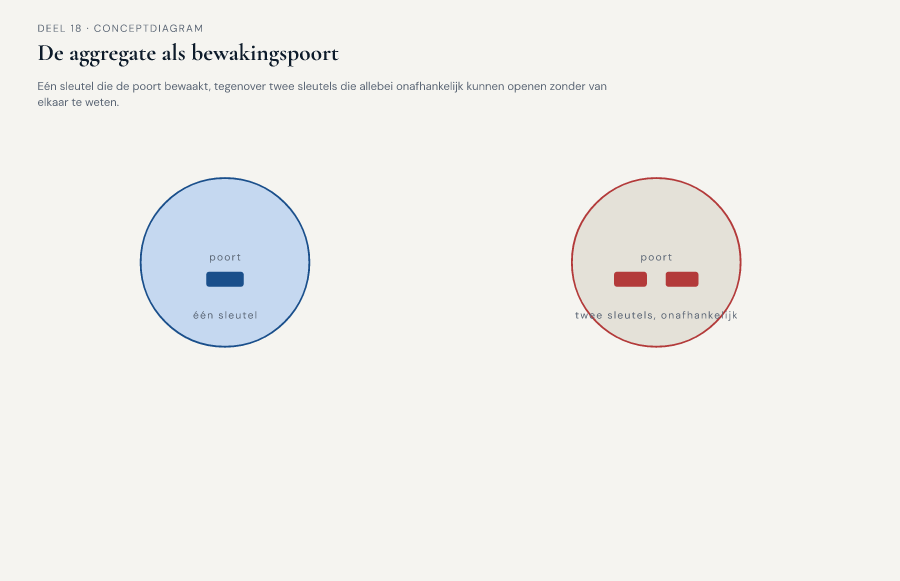 DEEL 18 · CONCEPTDIAGRAM
De aggregate als bewakingspoort
Eén sleutel die de poort bewaakt, tegenover twee sleutels die allebei onafhankelijk kunnen openen zonder van
elkaar te weten.
poort
één sleutel
poort
twee sleutels, onafhankelijk